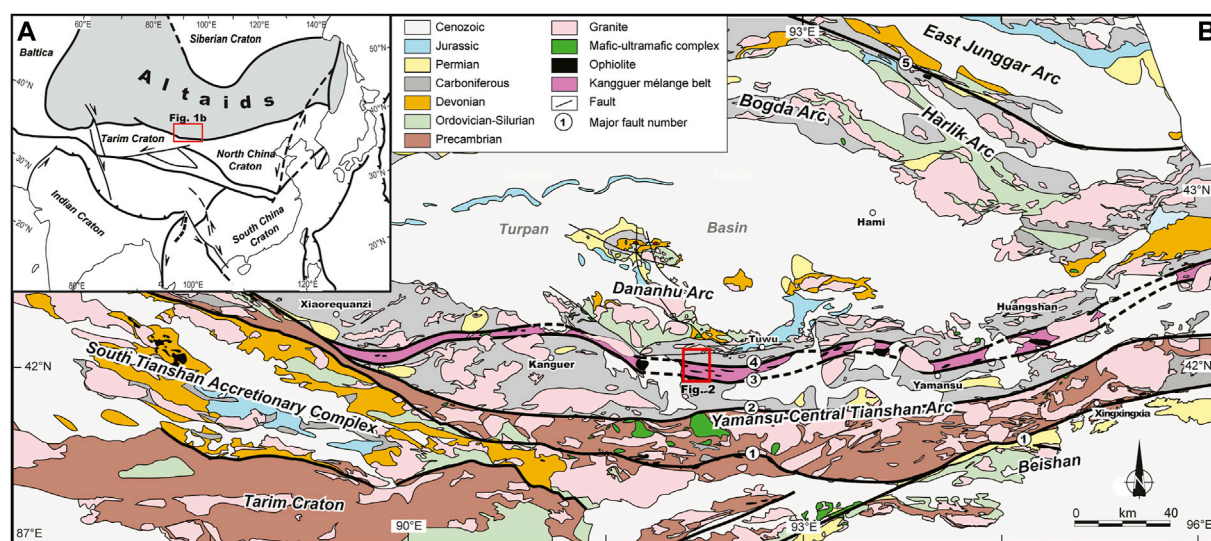 A
60°E
80°E
100°E
120°E
140°E
Baltica
Siberian Craton
50°N
40°N
Altaids
40°N
Fig. 1b
Tarim Craton
North China
Craton
30°N
30°N
Indian Craton
South China
Craton
20°N
20°N
100°E
120°E
Cenozoic
Jurassic
Permian
Carboniferous
Devonian
Ordovician-Silurian
Precambrian
Granite
Mafic-ultramafic complex
Ophiolite
Kangguer mélange belt
Fault
1 Major fault number
B
93°E
East Junggar Arc
5
Bogda Arc
Harlik Arc
43°N
Hami
Turpan
Basin
Dananhu Arc
Xiaorequanzi
Huangshan
Tuwu
42°N
South Tianshan Accretionary Complex
Kanguer
4
3
Fig. 2
Yamansu
42°N
2
Yamansu-Central Tianshan Arc
Xingxingxia
1
1
Beishan
Tarim Craton
N
87°E
90°E
93°E
0 km 40
96°E